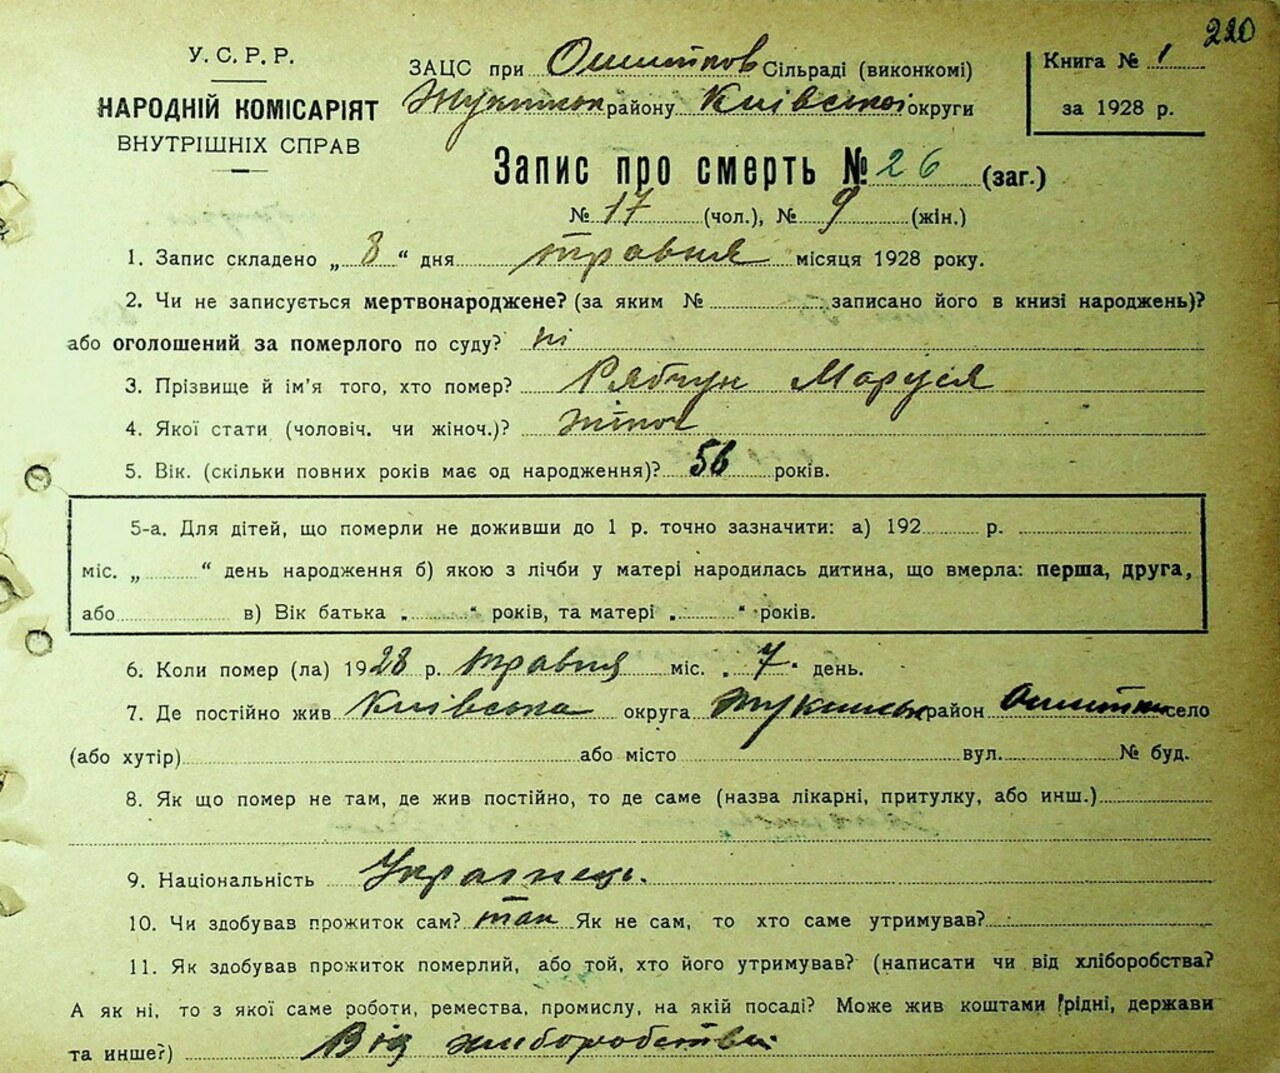 220
У. С. Р. Р.
НАРОДНІЙ КОМІСАРІЯТ
ВНУТРІШНІХ СПРАВ
ЗАЦС при Ошитков Сільраді (виконкомі)
Жукинськ району Київської округи
Книга № 1
за 1928 р.
Запис про смерть № 26 (заг.)
№ 17 (чол.), № 9 (жін.)
1. Запис складено „ 8 “ дня травня місяця 1928 року.
2. Чи не записується мертвонароджене? (за яким № записано його в книзі народжень)?
або оголошений за померлого по суду? ні
3. Прізвище й ім'я того, хто помер? Рябчун Маруся
4. Якої стати (чоловіч. чи жіноч.)? жіноч
5. Вік. (скільки повних років має од народження)? 56 років.
5-а. Для дітей, що померли не доживши до 1 р. точно зазначити: а) 192 р.
міс. „ “ день народження б) якою з лічби у матері народилась дитина, що вмерла: перша, друга,
або в) Вік батька „ “ років, та матері „ “ років.
6. Коли помер (ла) 1928 р. травня міс. „ 7 “ день.
7. Де постійно жив Київська округа Жукинськ район Ошитки село
(або хутір) або місто вул. № буд.
8. Як що помер не там, де жив постійно, то де саме (назва лікарні, притулку, або инш.)
9. Національність Українець.
10. Чи здобував прожиток сам? так Як не сам, то хто саме утримував?
11. Як здобував прожиток померлий, або той, хто його утримував? (написати чи від хліборобства?
А як ні, то з якої саме роботи, ремества, промислу, на якій посаді? Може жив коштами рідні, держави
та инше?) Від хліборобства